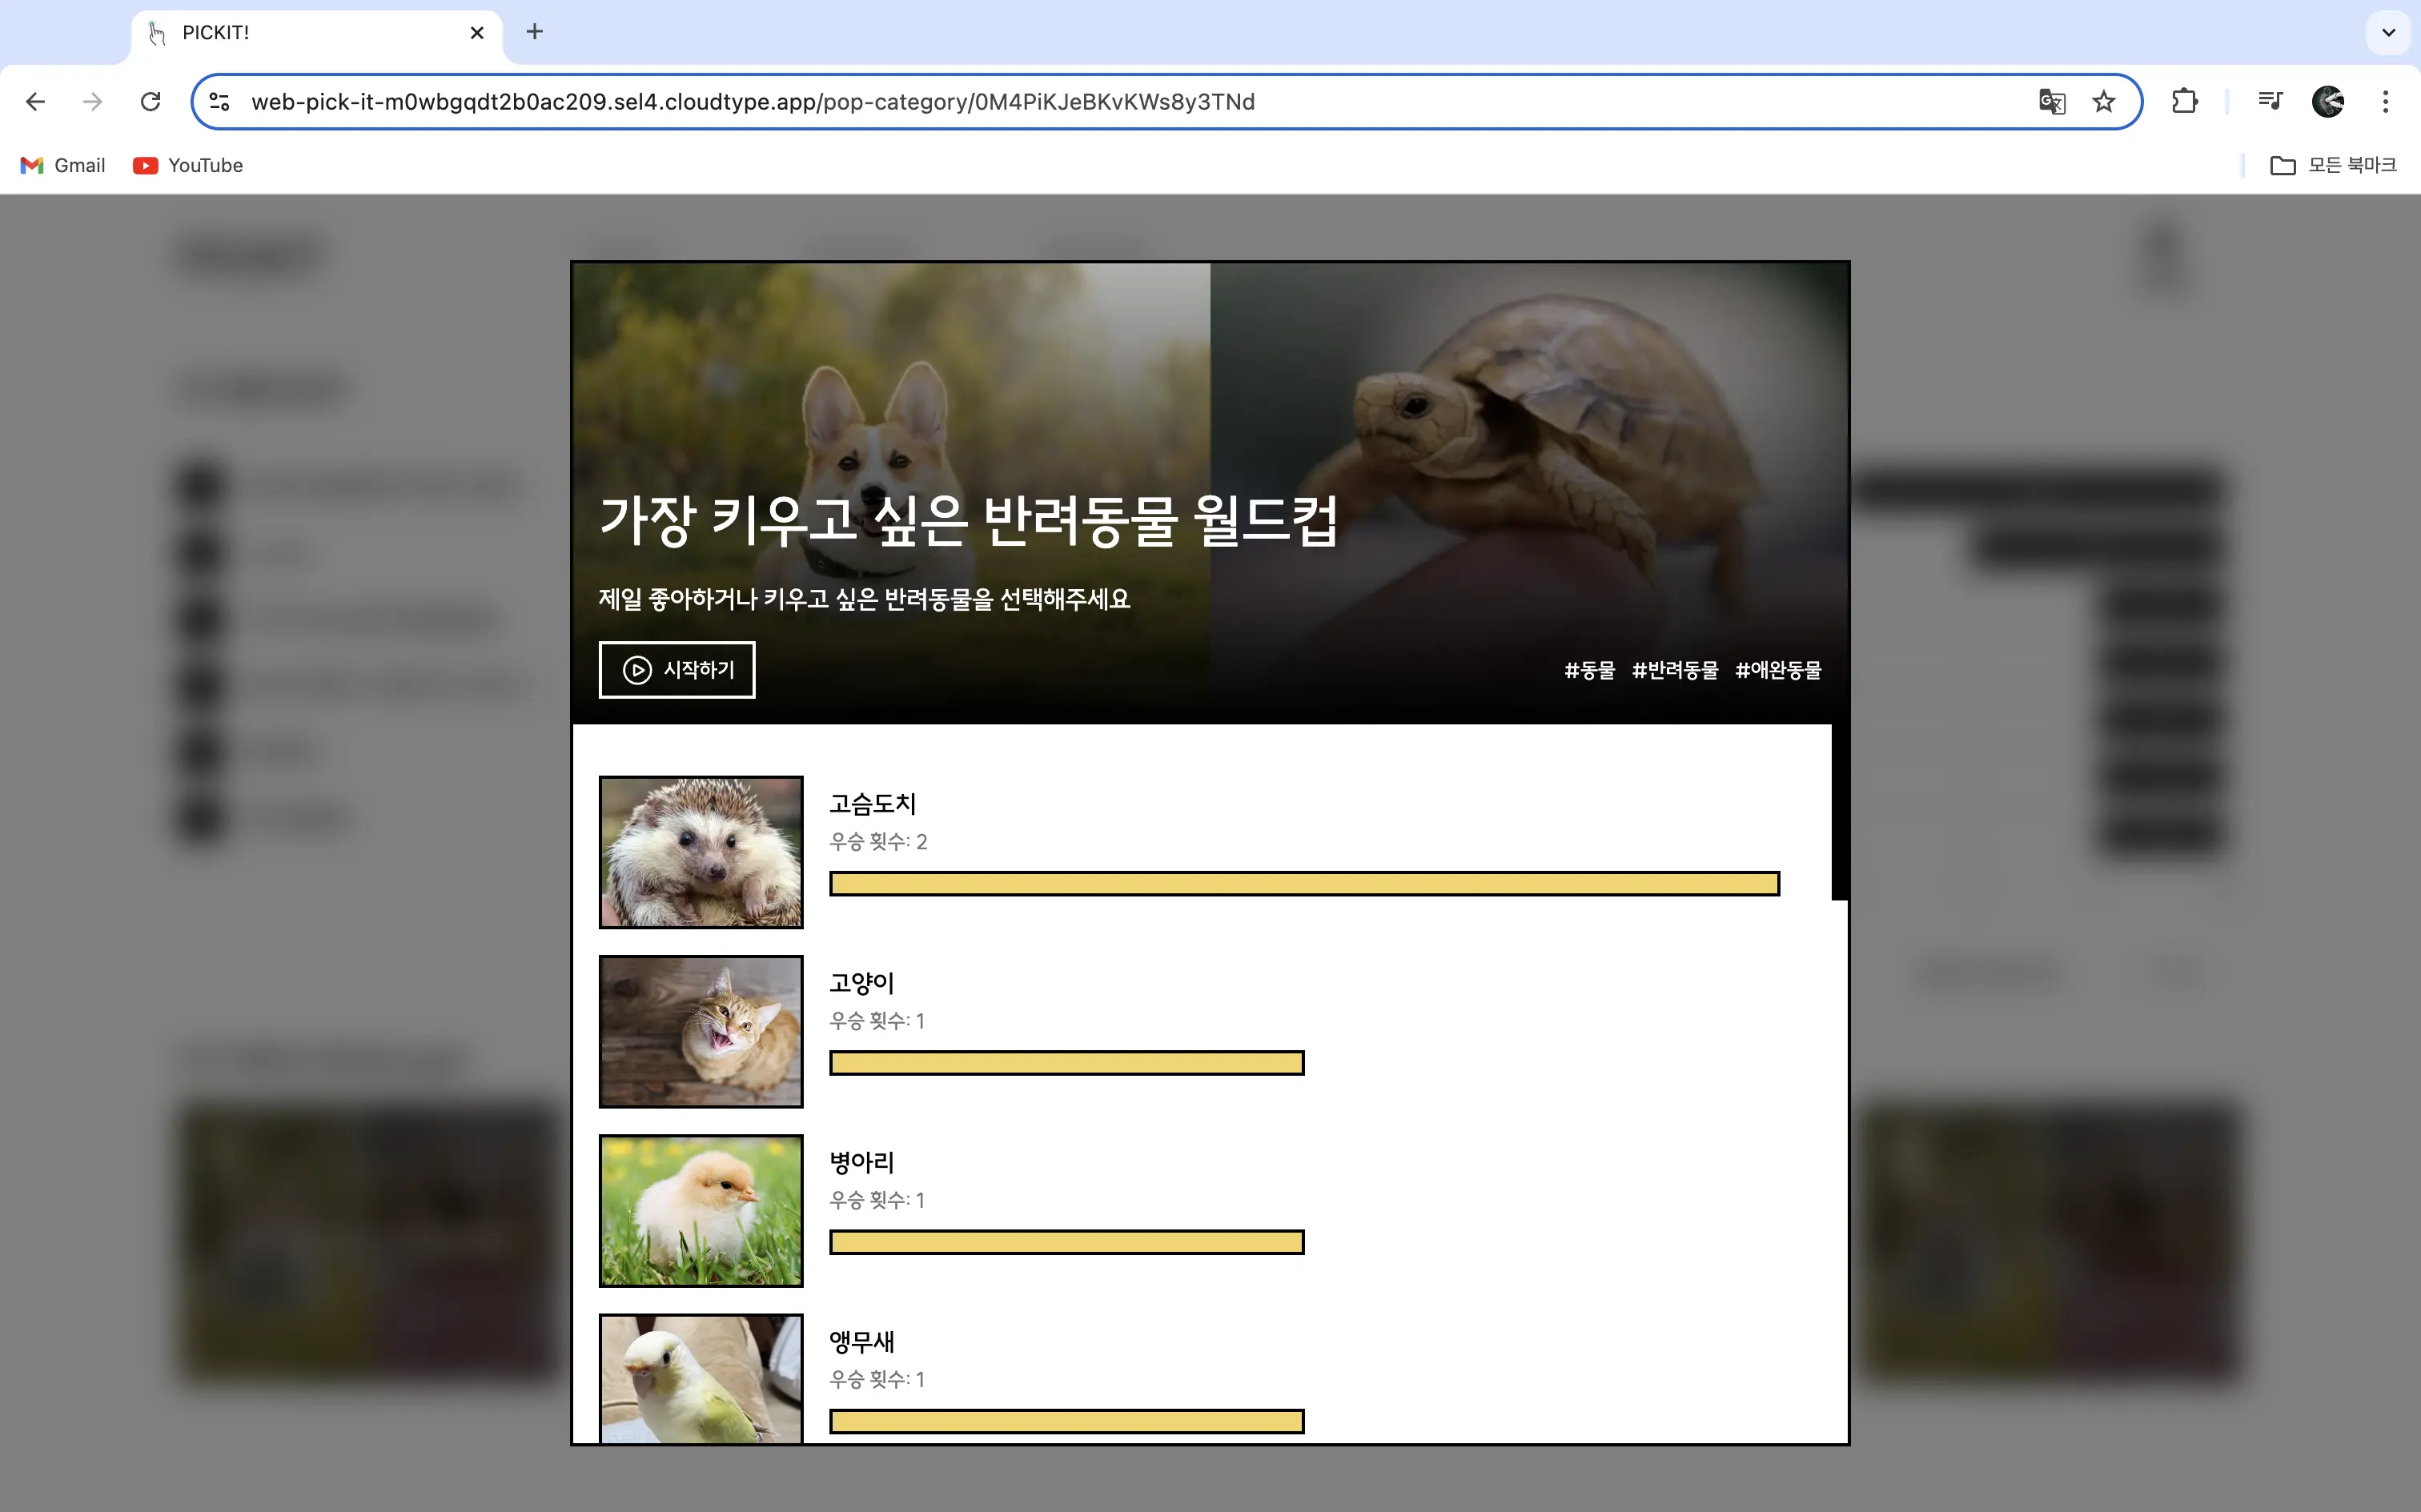 PICKIT!
web-pick-it-m0wbgqdt2b0ac209.sel4.cloudtype.app/pop-category/0M4PiKJeBKvKWs8y3TNd
Gmail YouTube 모든 북마크
가장 키우고 싶은 반려동물 월드컵
제일 좋아하거나 키우고 싶은 반려동물을 선택해주세요
시작하기 #동물 #반려동물 #애완동물
고슴도치
우승 횟수: 2
고양이
우승 횟수: 1
병아리
우승 횟수: 1
앵무새
우승 횟수: 1